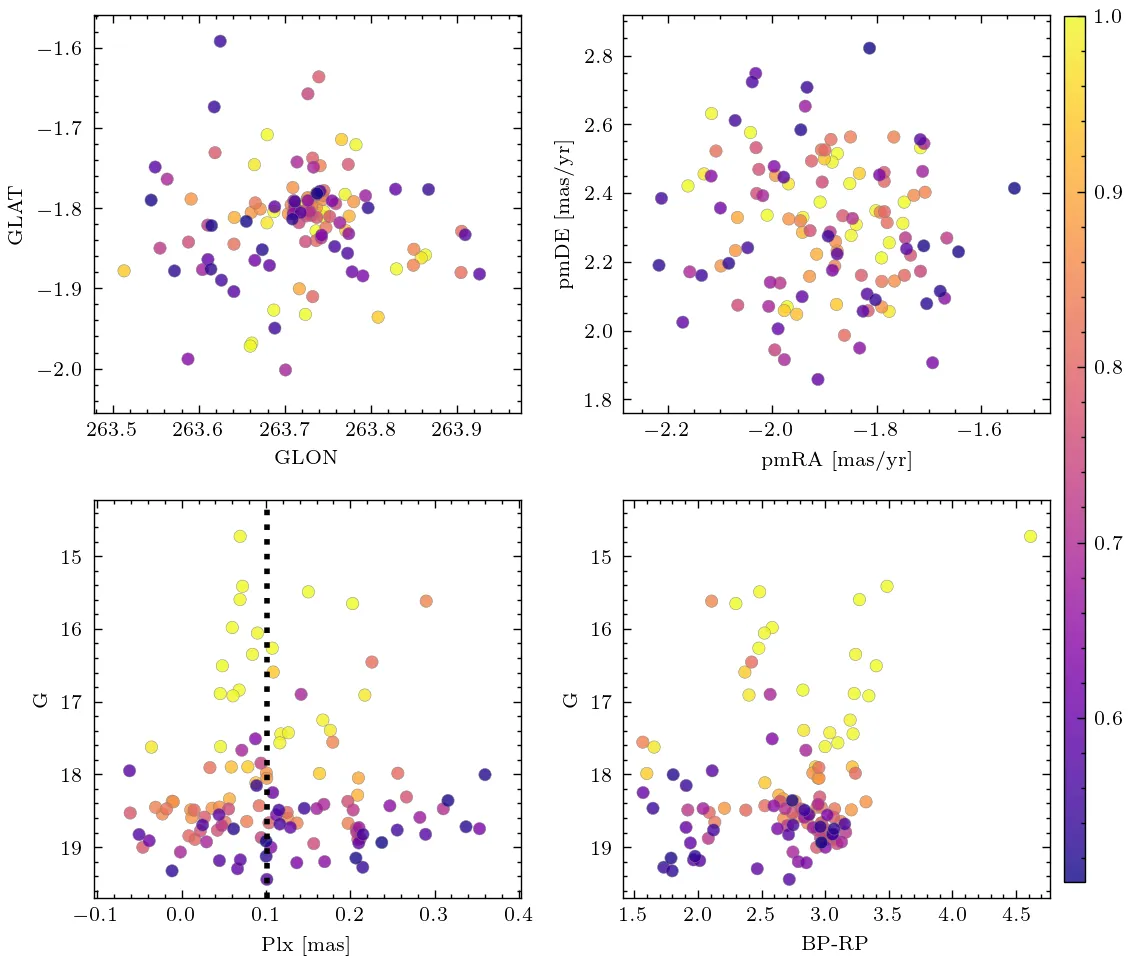 −1.6
−1.7
−1.8
−1.9
−2.0
GLAT
263.5 263.6 263.7 263.8 263.9
GLON
2.8
2.6
2.4
2.2
2.0
1.8
pmDE [mas/yr]
−2.2 −2.0 −1.8 −1.6
pmRA [mas/yr]
15
16
17
18
19
G
−0.1 0.0 0.1 0.2 0.3 0.4
Plx [mas]
15
16
17
18
19
G
1.5 2.0 2.5 3.0 3.5 4.0 4.5
BP-RP
1.0
0.9
0.8
0.7
0.6